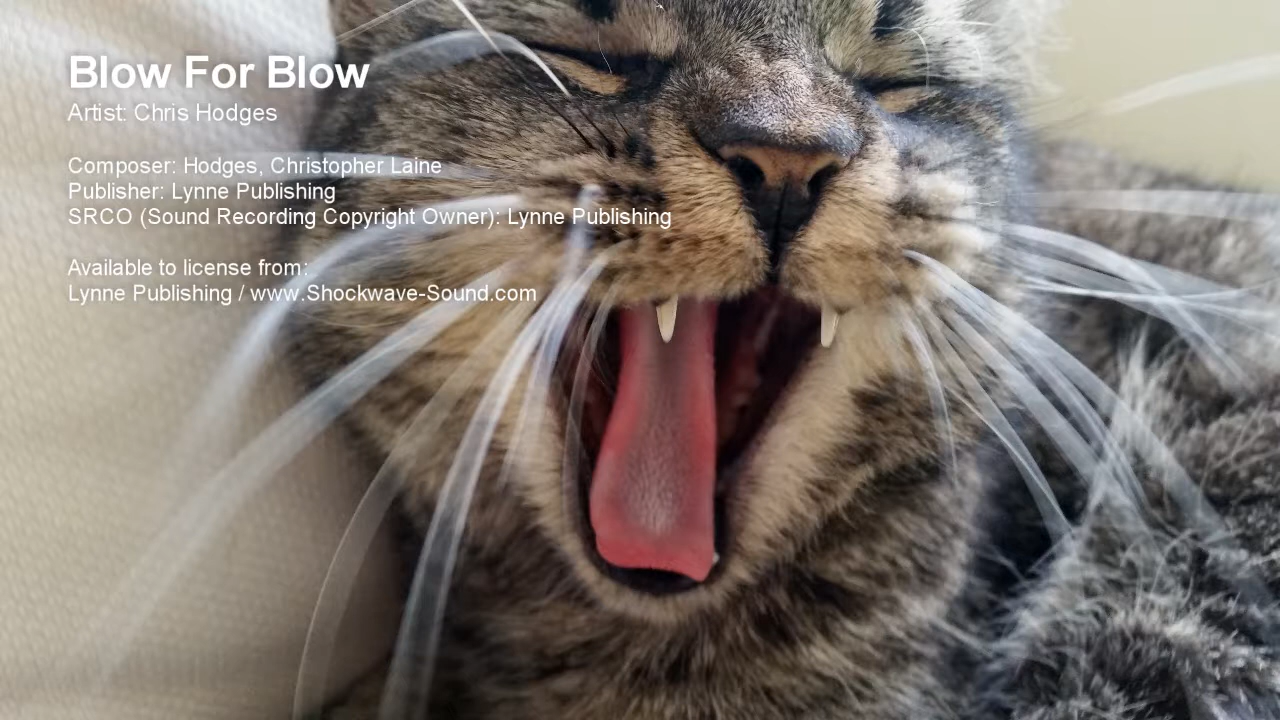 Blow For Blow
Artist: Chris Hodges
Composer: Hodges, Christopher Laine
Publisher: Lynne Publishing
SRCO (Sound Recording Copyright Owner): Lynne Publishing
Available to license from:
Lynne Publishing / www.Shockwave-Sound.com